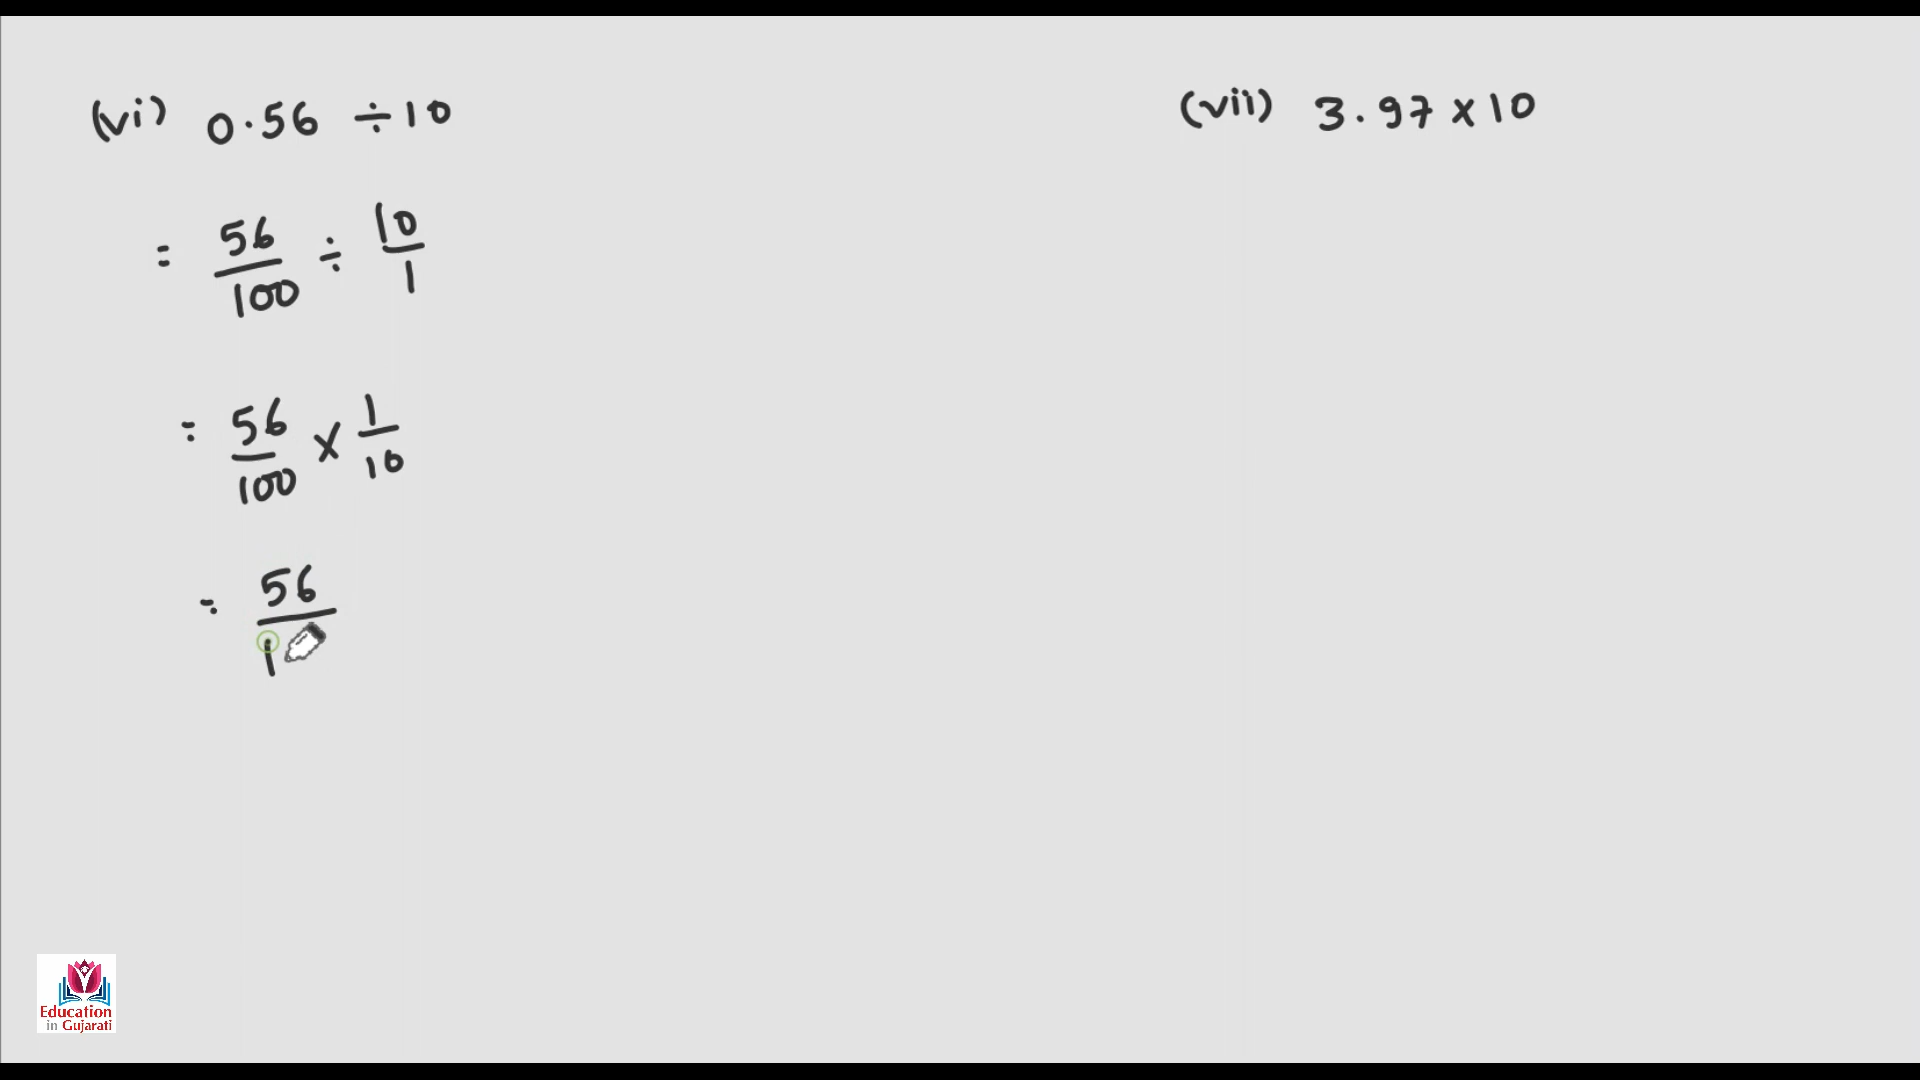 (vi) 0.56 ÷ 10
= 56/100 ÷ 10/1
= 56/100 × 1/10
= 56/1
(vii) 3.97 × 10
Education
in Gujarati